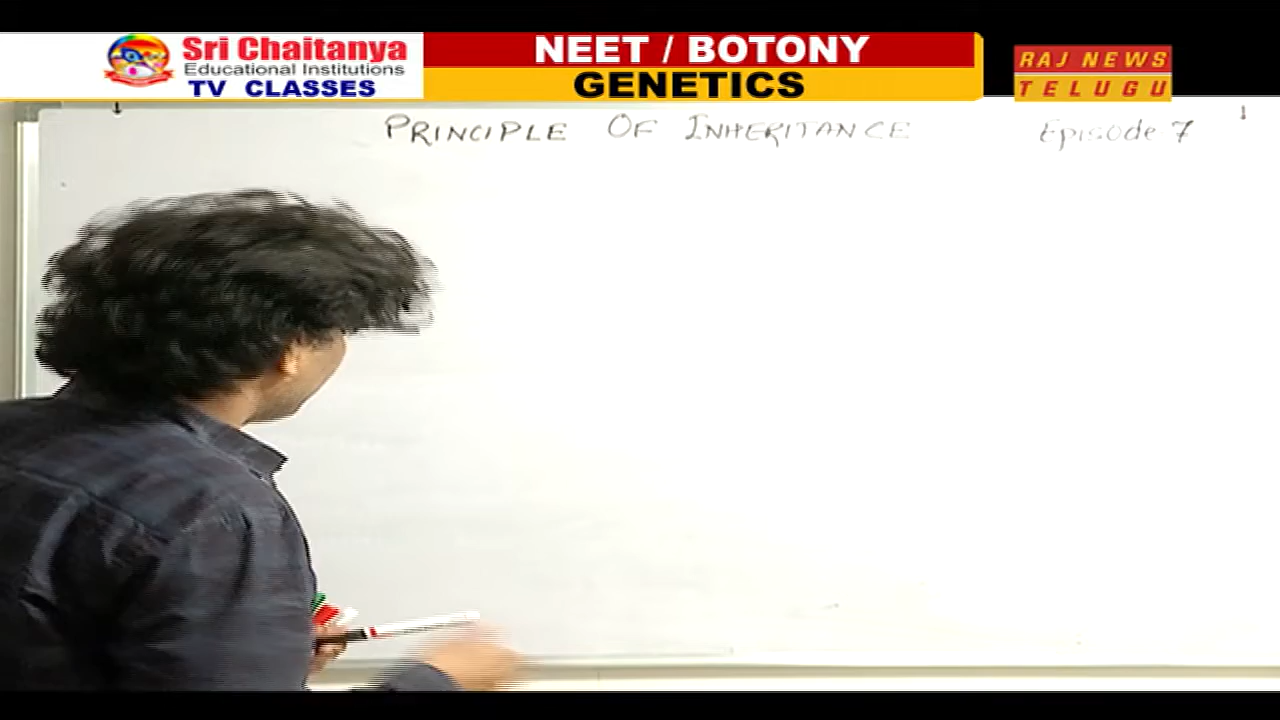 Sri Chaitanya
Educational Institutions
TV CLASSES
NEET / BOTONY
GENETICS
RAJ NEWS
TELUGU
PRINCIPLE OF INHERITANCE
Episode-7